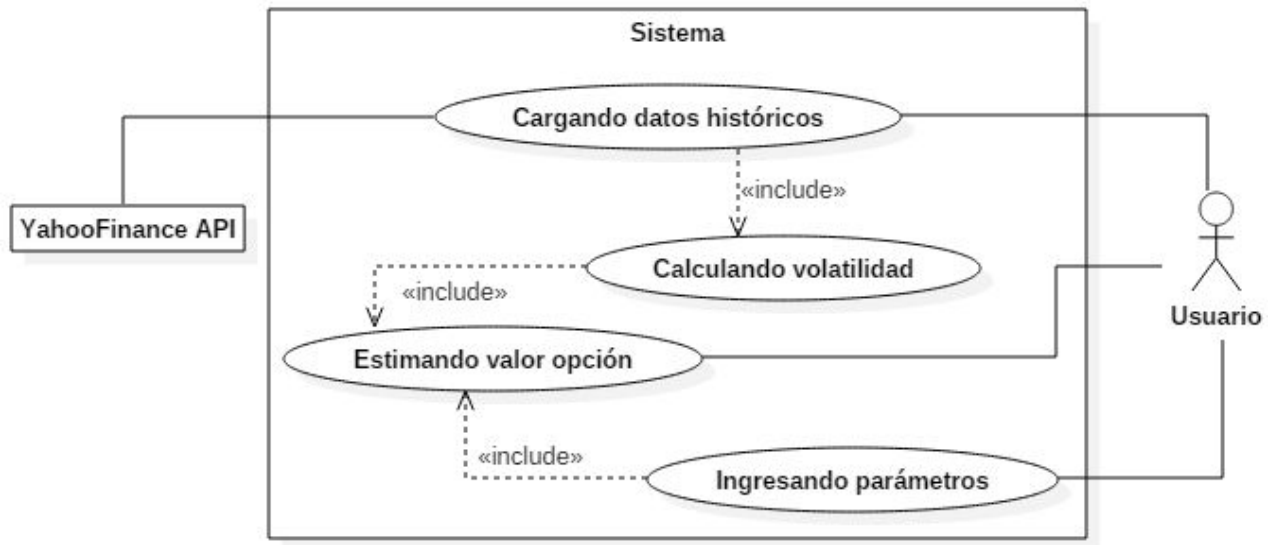 Sistema
Cargando datos históricos
«include»
YahooFinance API
Calculando volatilidad
«include»
Usuario
Estimando valor opción
«include»
Ingresando parámetros